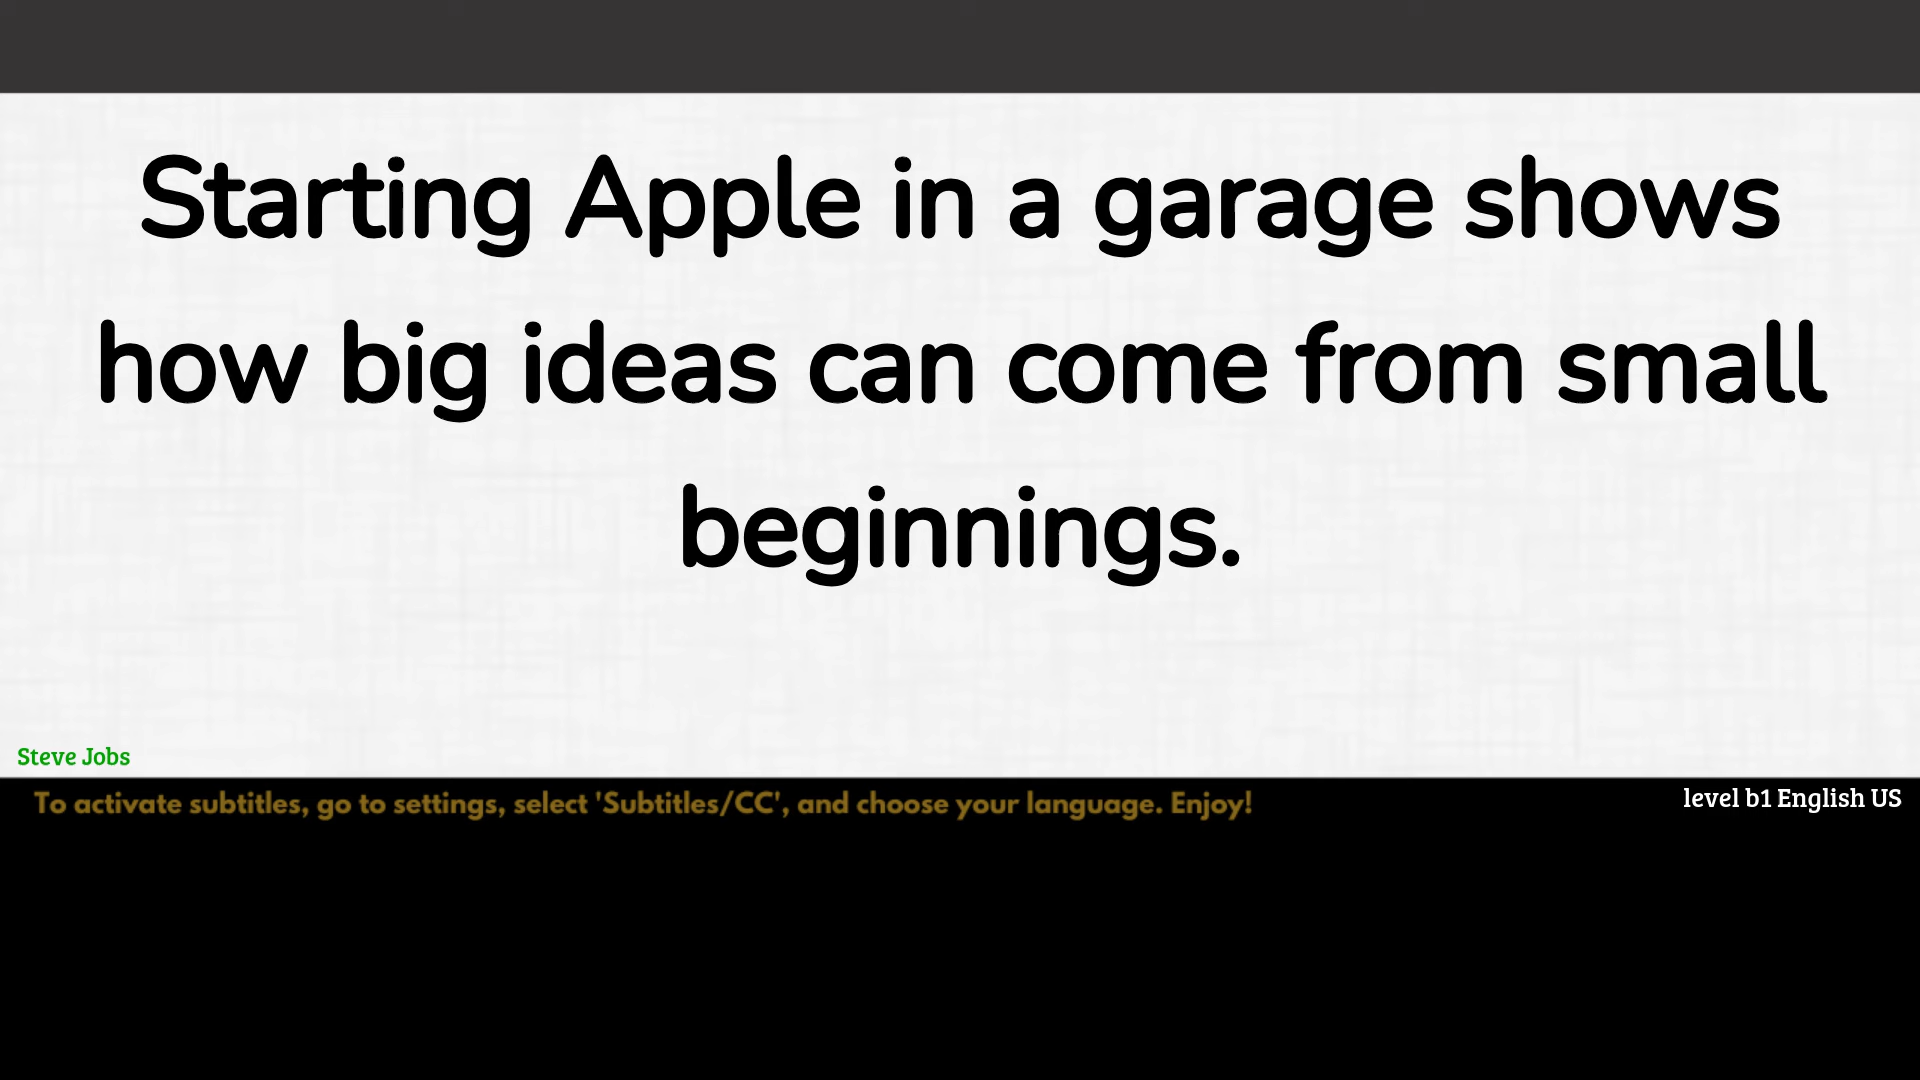 Starting Apple in a garage shows
how big ideas can come from small
beginnings.
Steve Jobs
To activate subtitles, go to settings, select 'Subtitles/CC', and choose your language. Enjoy!
level b1 English US